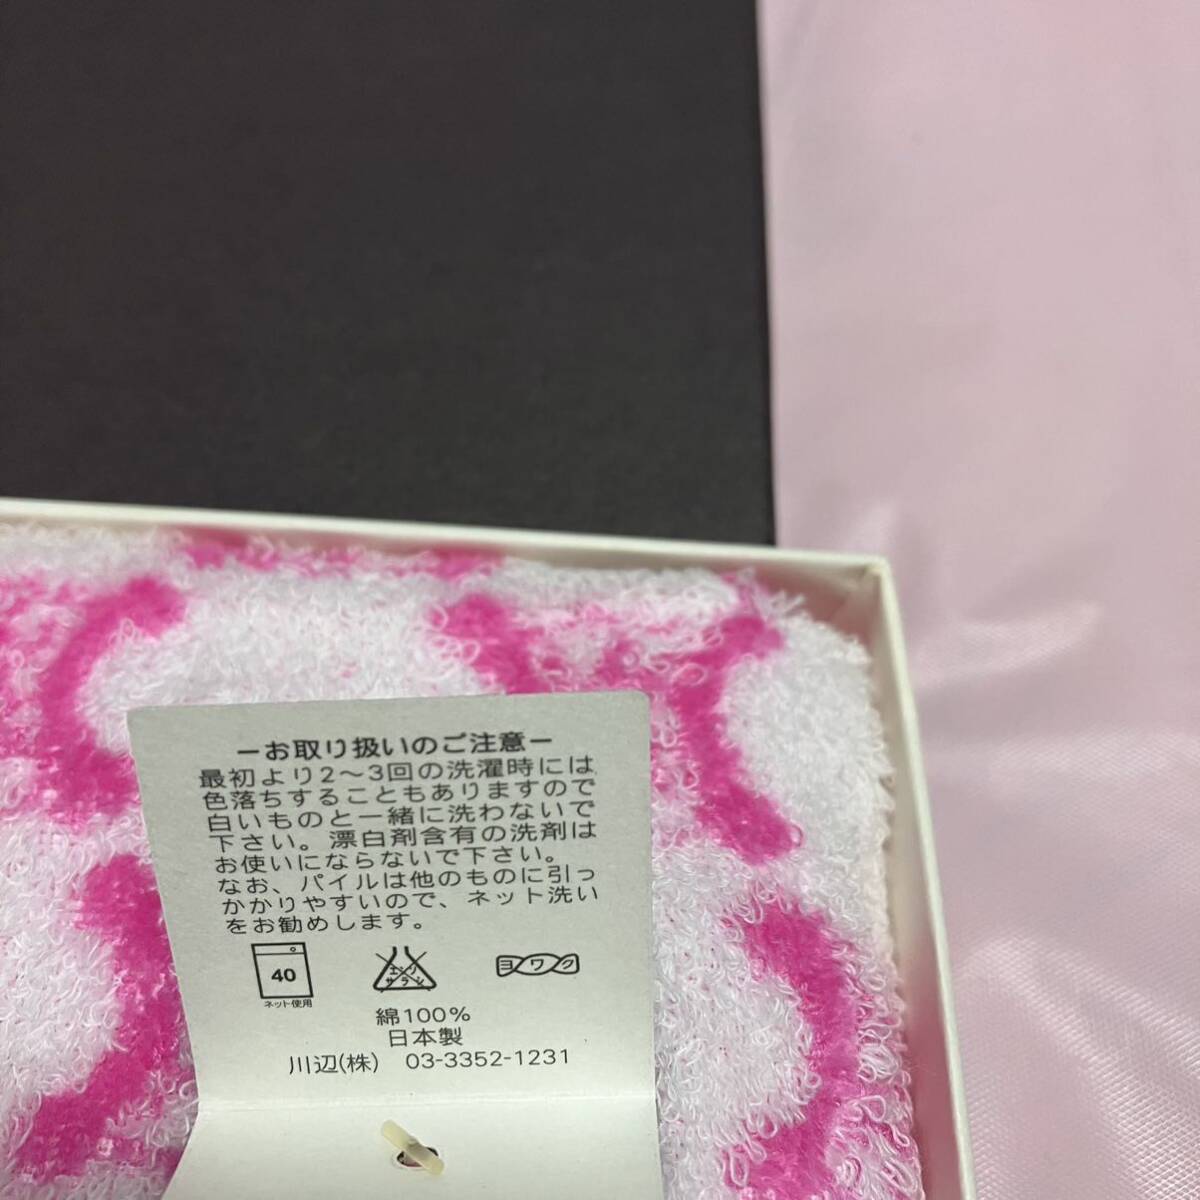 －お取り扱いのご注意－
最初より2～3回の洗濯時には
色落ちすることもありますので
白いものと一緒に洗わないで
下さい。漂白剤含有の洗剤は
お使いにならないで下さい。
なお、パイルは他のものに引っ
かかりやすいので、ネット洗い
をお勧めします。
40
ネット使用
エンソ
サラシ
ヨワク
綿100%
日本製
川辺(株) 03-3352-1231